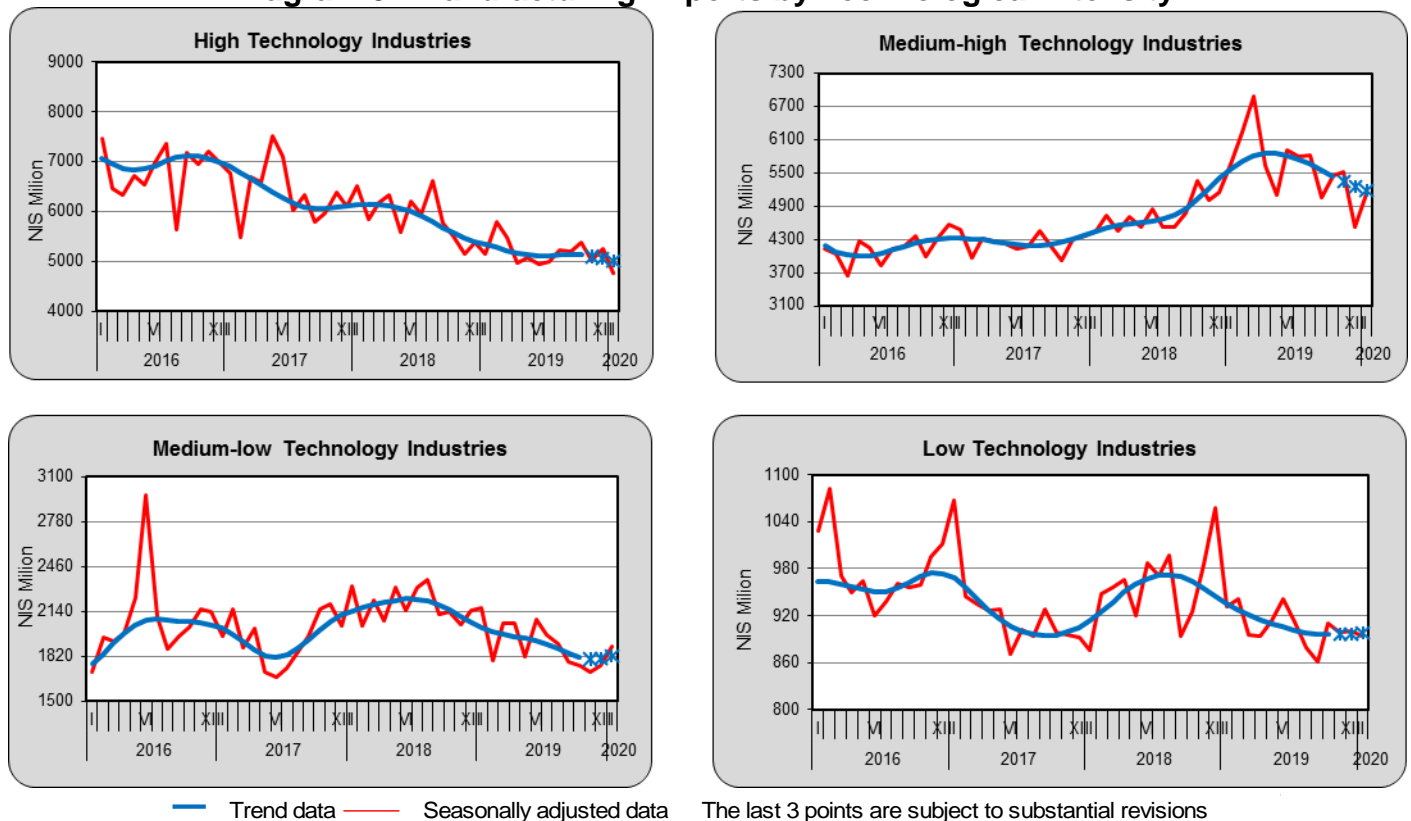 High Technology Industries
9000
8000
7000
6000
5000
4000
NIS Milion
I VI XII I VI XII I VI XII I VI XII I
2016 2017 2018 2019 2020
Medium-high Technology Industries
7300
6700
6100
5500
4900
4300
3700
3100
NIS Milion
I VI XII I VI XII I VI XII I VI XII I
2016 2017 2018 2019 2020
Medium-low Technology Industries
3100
2780
2460
2140
1820
1500
NIS Milion
I VI XII I VI XII I VI XII I VI XII I
2016 2017 2018 2019 2020
Low Technology Industries
1100
1040
980
920
860
800
NIS Milion
I VI XII I VI XII I VI XII I VI XII I
2016 2017 2018 2019 2020
Trend data Seasonally adjusted data The last 3 points are subject to substantial revisions